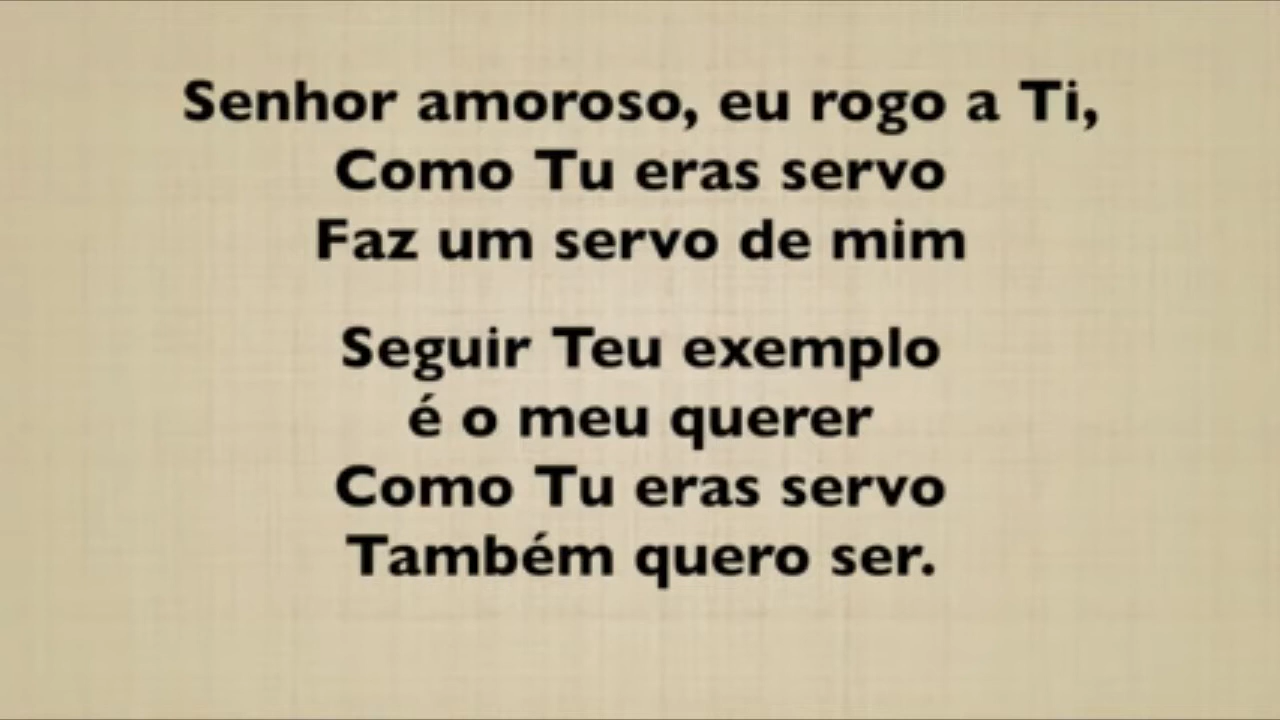 Senhor amoroso, eu rogo a Ti,
Como Tu eras servo
Faz um servo de mim
Seguir Teu exemplo
é o meu querer
Como Tu eras servo
Também quero ser.